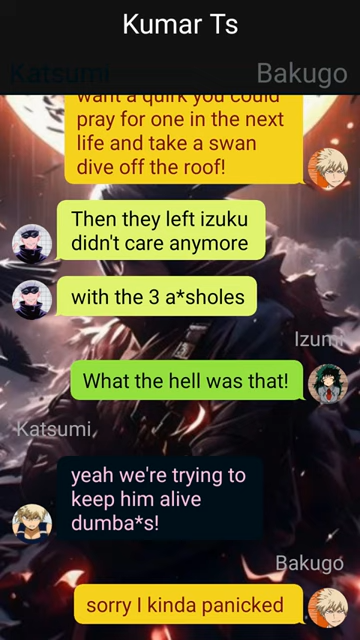 Kumar Ts
Katsumi
Bakugo
want a quirk you could
pray for one in the next
life and take a swan
dive off the roof!
Then they left izuku
didn't care anymore
with the 3 a*sholes
Izumi
What the hell was that!
Katsumi
yeah we're trying to
keep him alive
dumba*s!
Bakugo
sorry I kinda panicked